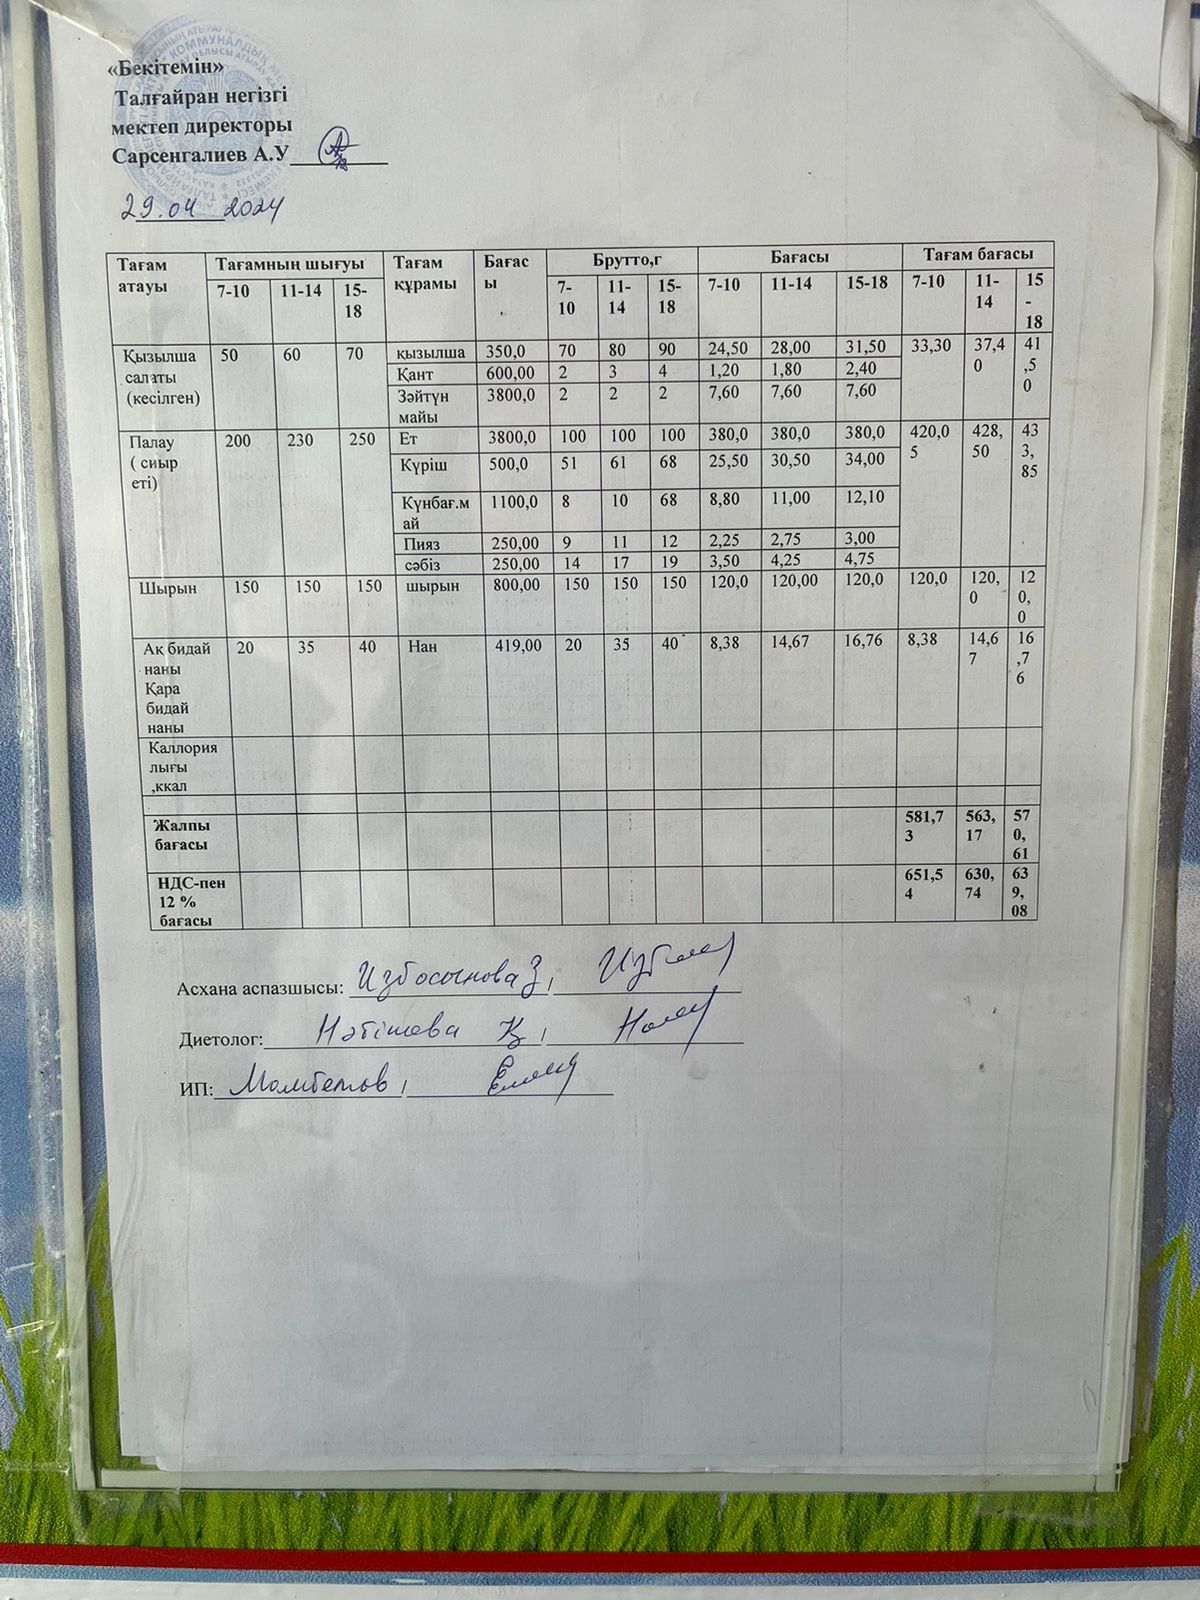 «Бекітемін»
Талғайран негізгі
мектеп директоры
Сарсенгалиев А.У
29.04 2024
Тағам атауы Тағамның шығуы Тағам құрамы Бағасы Брутто,г Бағасы Тағам бағасы
7-10 11-14 15-18 7-10 11-14 15-18 7-10 11-14 15-18 7-10 11-14 15-18
Қызылша салаты (кесілген) 50 60 70 қызылша 350,0 70 80 90 24,50 28,00 31,50 33,30 37,40 41,50
Қант 600,00 2 3 4 1,20 1,80 2,40
Зәйтүн майы 3800,0 2 2 2 7,60 7,60 7,60
Палау ( сиыр еті) 200 230 250 Ет 3800,0 100 100 100 380,0 380,0 380,0 420,05 428,50 433,85
Күріш 500,0 51 61 68 25,50 30,50 34,00
Күнбағ.май 1100,0 8 10 68 8,80 11,00 12,10
Пияз 250,00 9 11 12 2,25 2,75 3,00
сәбіз 250,00 14 17 19 3,50 4,25 4,75
Шырын 150 150 150 шырын 800,00 150 150 150 120,0 120,00 120,0 120,0 120,0 120,0
Ақ бидай наны Қара бидай наны 20 35 40 Нан 419,00 20 35 40 8,38 14,67 16,76 8,38 14,67 16,76
Каллориялығы ,ккал
Жалпы бағасы 581,73 563,17 570,61
НДС-пен 12 % бағасы 651,54 630,74 639,08
Асхана аспазшысы: Избосынова З,
Диетолог: Нәтішева Қ,
ИП: Момбетов,